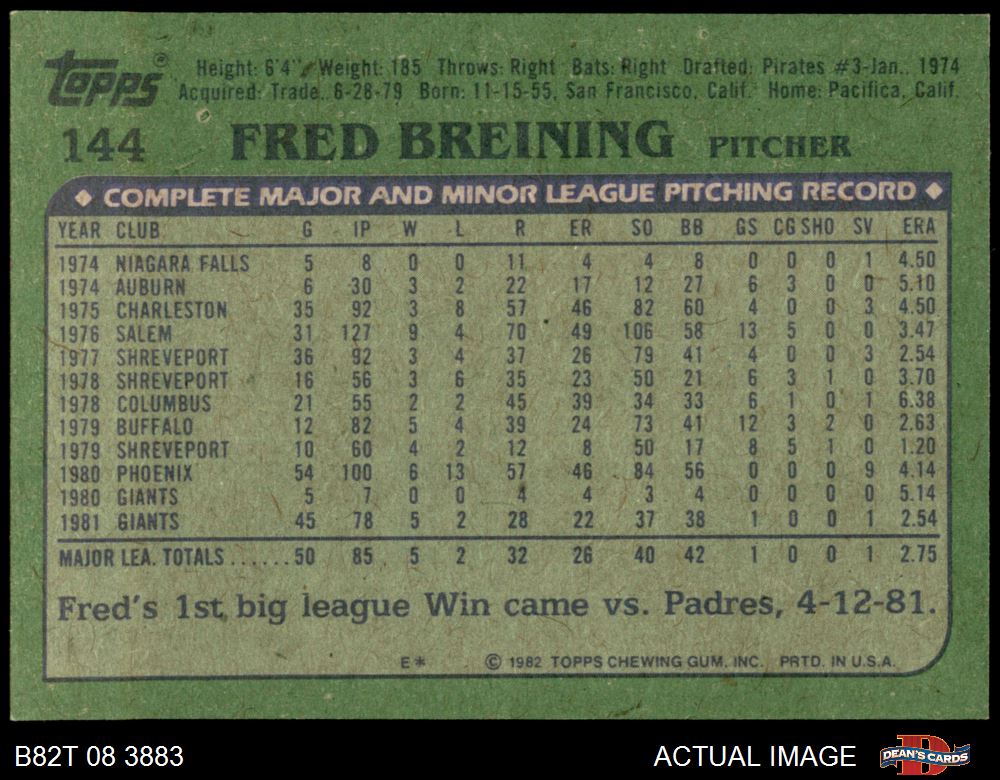 topps® Height: 6'4" Weight: 185 Throws: Right Bats: Right Drafted: Pirates #3-Jan., 1974
Acquired: Trade, 6-28-79 Born: 11-15-55, San Francisco, Calif. Home: Pacifica, Calif.
144 FRED BREINING PITCHER
◆ COMPLETE MAJOR AND MINOR LEAGUE PITCHING RECORD ◆
YEAR CLUB G IP W L R ER SO BB GS CG SHO SV ERA
1974 NIAGARA FALLS 5 8 0 0 11 4 4 8 0 0 0 1 4.50
1974 AUBURN 6 30 3 2 22 17 12 27 6 3 0 0 5.10
1975 CHARLESTON 35 92 3 8 57 46 82 60 4 0 0 3 4.50
1976 SALEM 31 127 9 4 70 49 106 58 13 5 0 0 3.47
1977 SHREVEPORT 36 92 3 4 37 26 79 41 4 0 0 3 2.54
1978 SHREVEPORT 16 56 3 6 35 23 50 21 6 3 1 0 3.70
1978 COLUMBUS 21 55 2 2 45 39 34 33 6 1 0 1 6.38
1979 BUFFALO 12 82 5 4 39 24 73 41 12 3 2 0 2.63
1979 SHREVEPORT 10 60 4 2 12 8 50 17 8 5 1 0 1.20
1980 PHOENIX 54 100 6 13 57 46 84 56 0 0 0 9 4.14
1980 GIANTS 5 7 0 0 4 4 3 4 0 0 0 0 5.14
1981 GIANTS 45 78 5 2 28 22 37 38 1 0 0 1 2.54
MAJOR LEA. TOTALS ......50 85 5 2 32 26 40 42 1 0 0 1 2.75
Fred's 1st big league Win came vs. Padres, 4-12-81.
E* © 1982 TOPPS CHEWING GUM, INC. PRTD. IN U.S.A.
B82T 08 3883 ACTUAL IMAGE DEAN'S CARDS